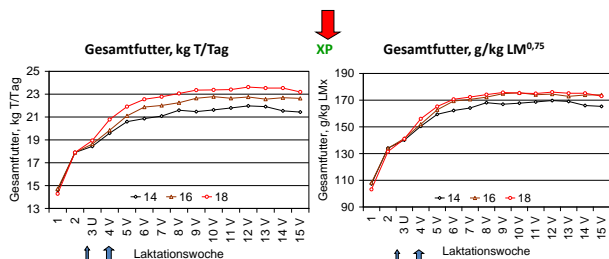 Gesamtfutter, kg T/Tag
XP
Gesamtfutter, g/kg LM0,75
Gesamtfutter, kg T/Tag
25
23
21
19
17
15
13
14
16
18
1
2
3 U
4 V
5 V
6 V
7 V
8 V
9 V
10 V
11 V
12 V
13 V
14 V
15 V
Laktationswoche
Gesamtfutter, g/kg LMx
190
170
150
130
110
90
14
16
18
1
2
3 U
4 V
5 V
6 V
7 V
8 V
9 V
10 V
11 V
12 V
13 V
14 V
15 V
Laktationswoche